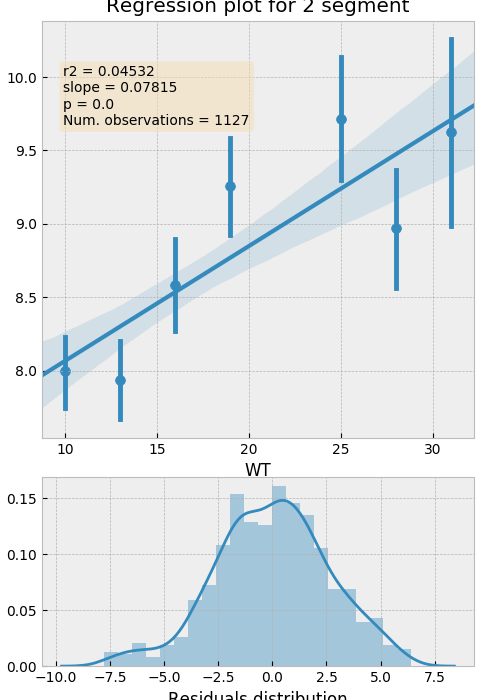 Regression plot for 2 segment
r2 = 0.04532
slope = 0.07815
p = 0.0
Num. observations = 1127
10.0
9.5
9.0
8.5
8.0
10 15 20 25 30
WT
0.15
0.10
0.05
0.00
−10.0 −7.5 −5.0 −2.5 0.0 2.5 5.0 7.5
Residuals distribution